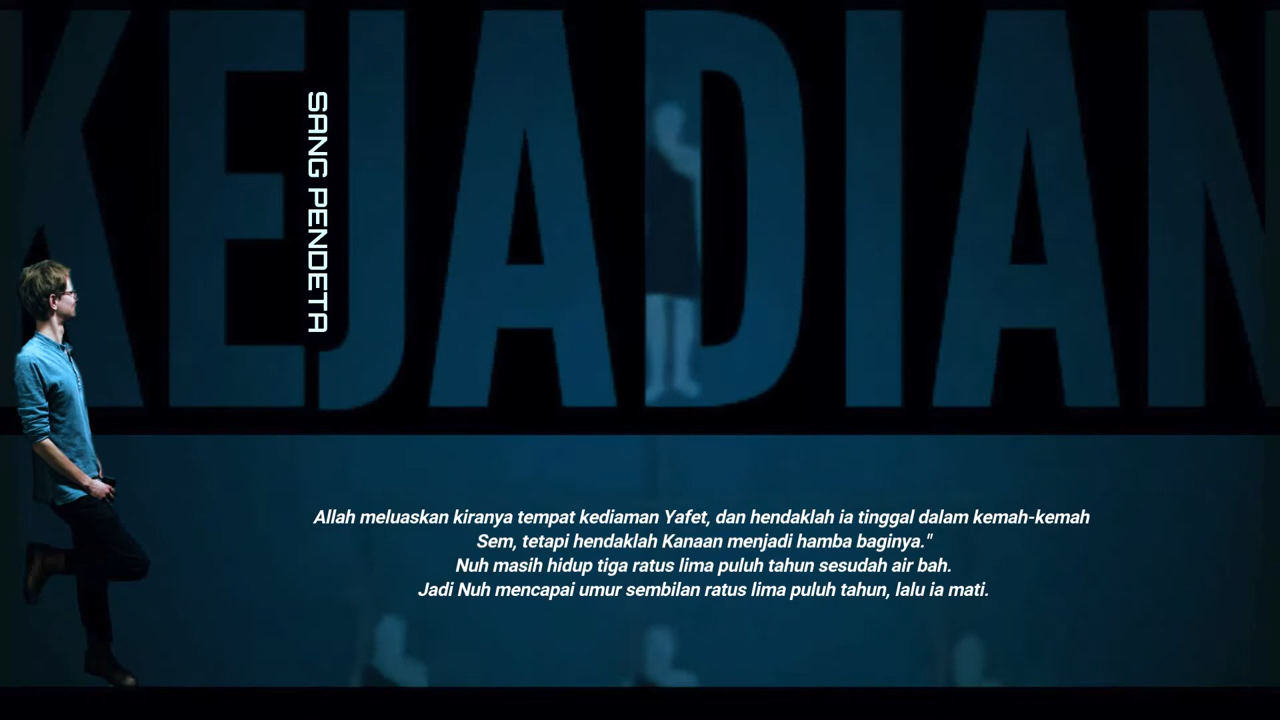 KEJADIAN
SANG PENDETA
Allah meluaskan kiranya tempat kediaman Yafet, dan hendaklah ia tinggal dalam kemah-kemah
Sem, tetapi hendaklah Kanaan menjadi hamba baginya."
Nuh masih hidup tiga ratus lima puluh tahun sesudah air bah.
Jadi Nuh mencapai umur sembilan ratus lima puluh tahun, lalu ia mati.